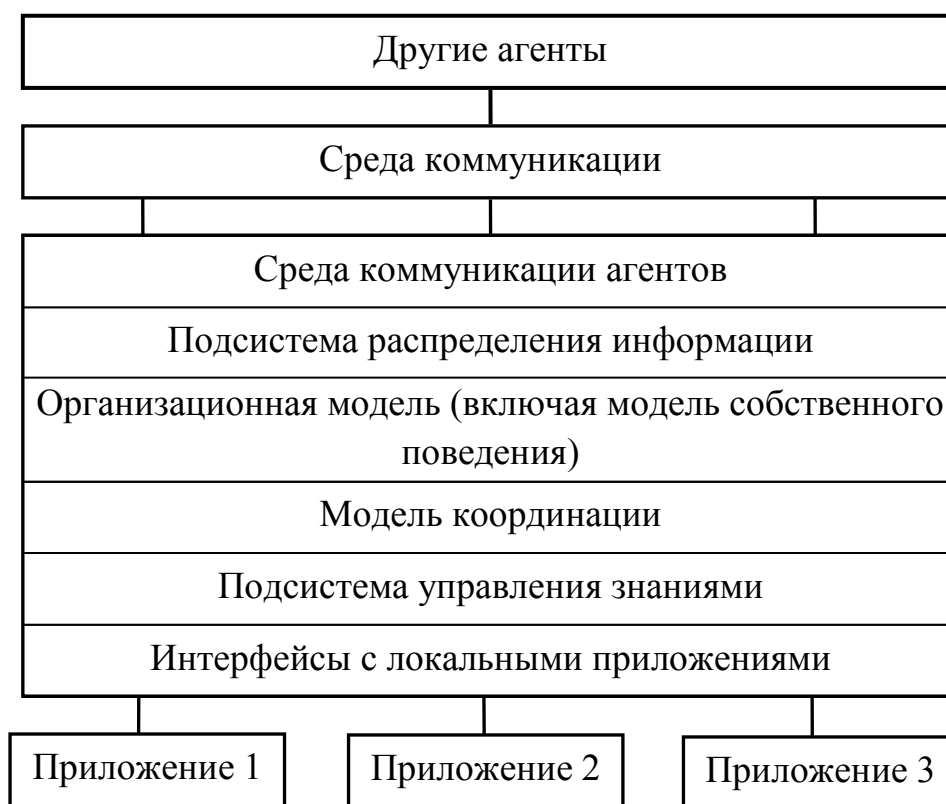 Другие агенты
Среда коммуникации
Среда коммуникации агентов
Подсистема распределения информации
Организационная модель (включая модель собственного
поведения)
Модель координации
Подсистема управления знаниями
Интерфейсы с локальными приложениями
Приложение 1
Приложение 2
Приложение 3